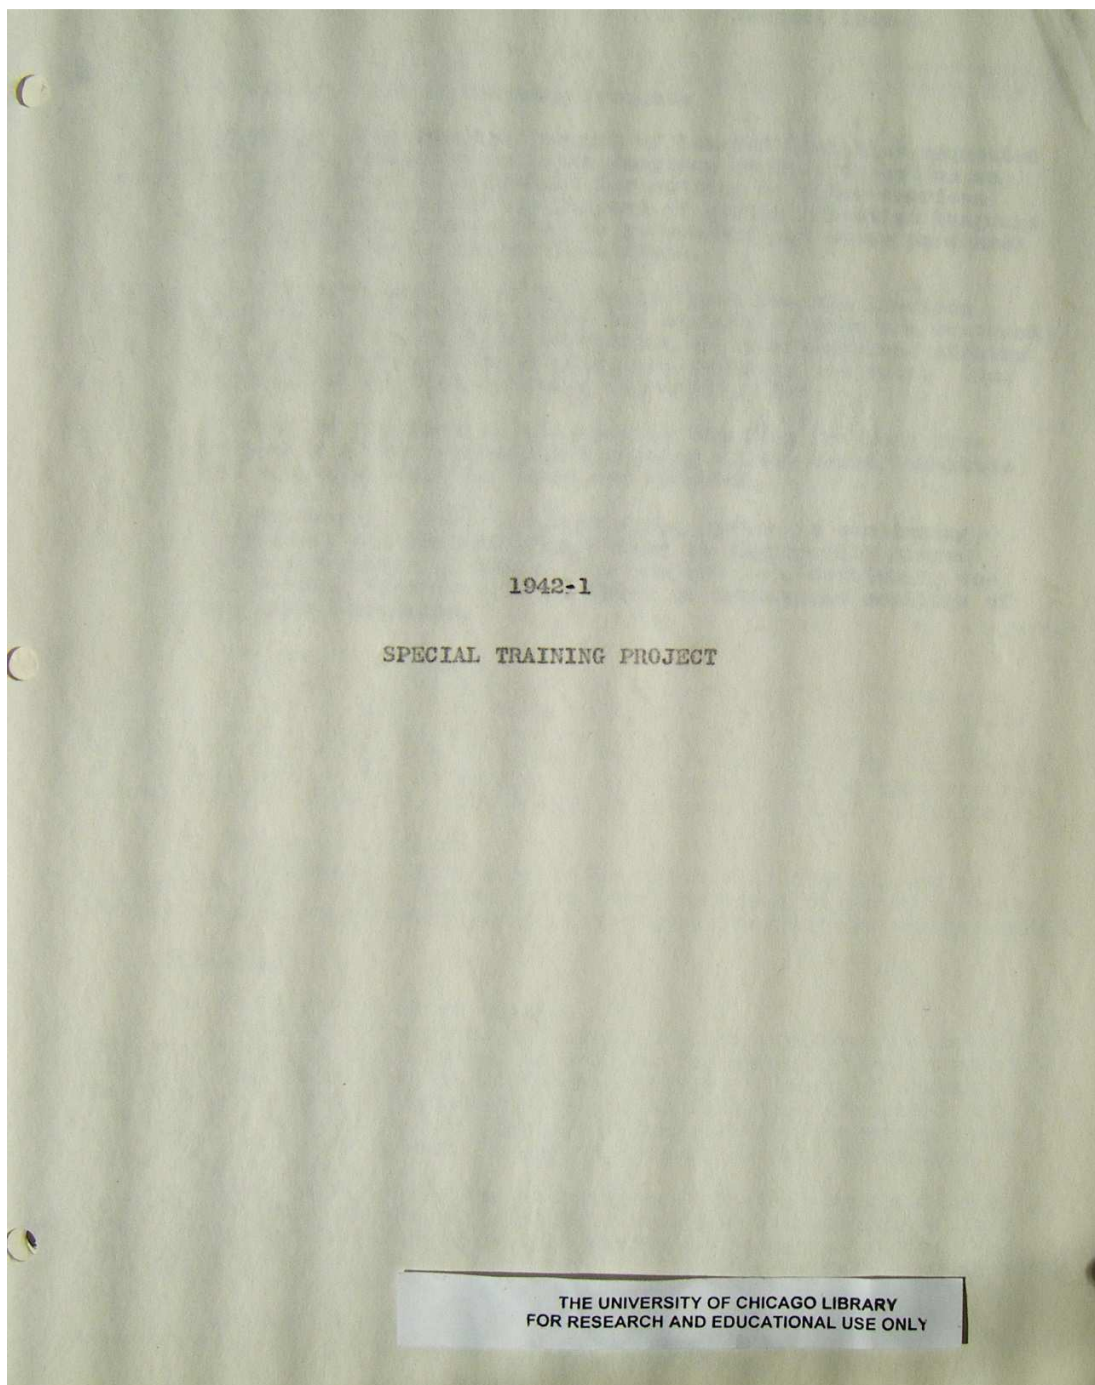 1942-1
SPECIAL TRAINING PROJECT
THE UNIVERSITY OF CHICAGO LIBRARY
FOR RESEARCH AND EDUCATIONAL USE ONLY